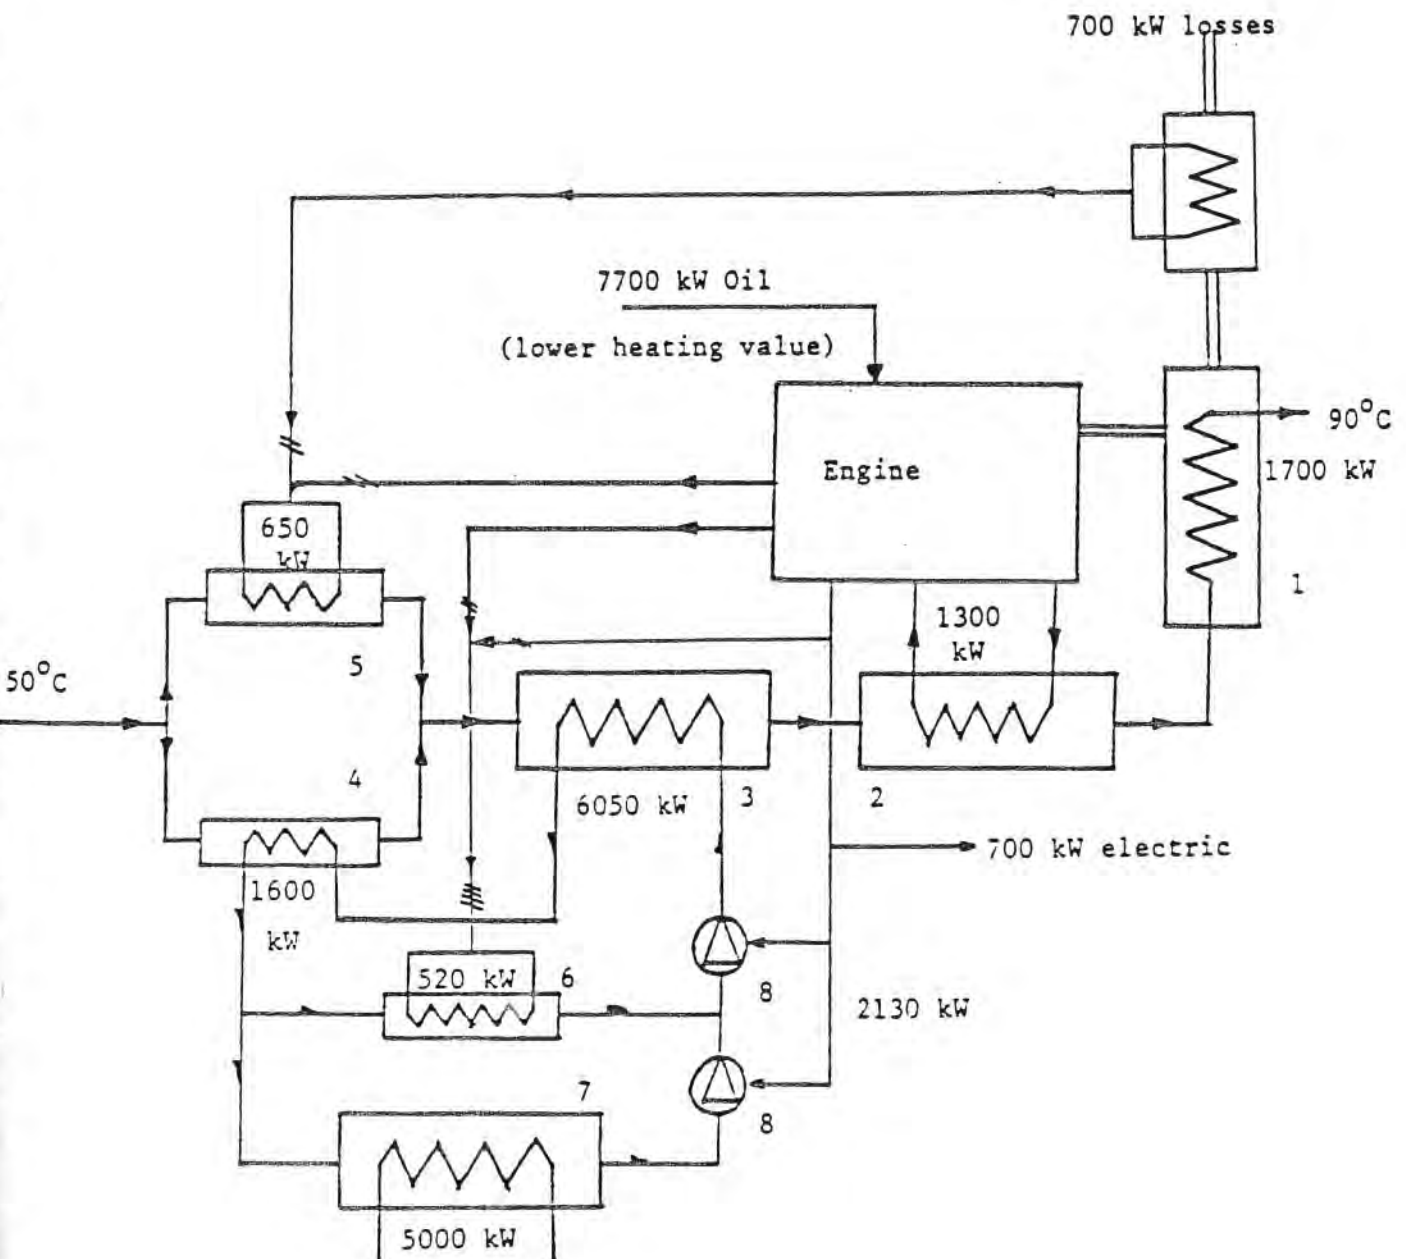 700 kW losses
7700 kW Oil
(lower heating value)
90°C
Engine
1700 kW
650
kW
1
1300
kW
5
50°C
4
6050 kW
3
2
700 kW electric
1600
kW
520 kW
6
8
2130 kW
7
8
5000 kW